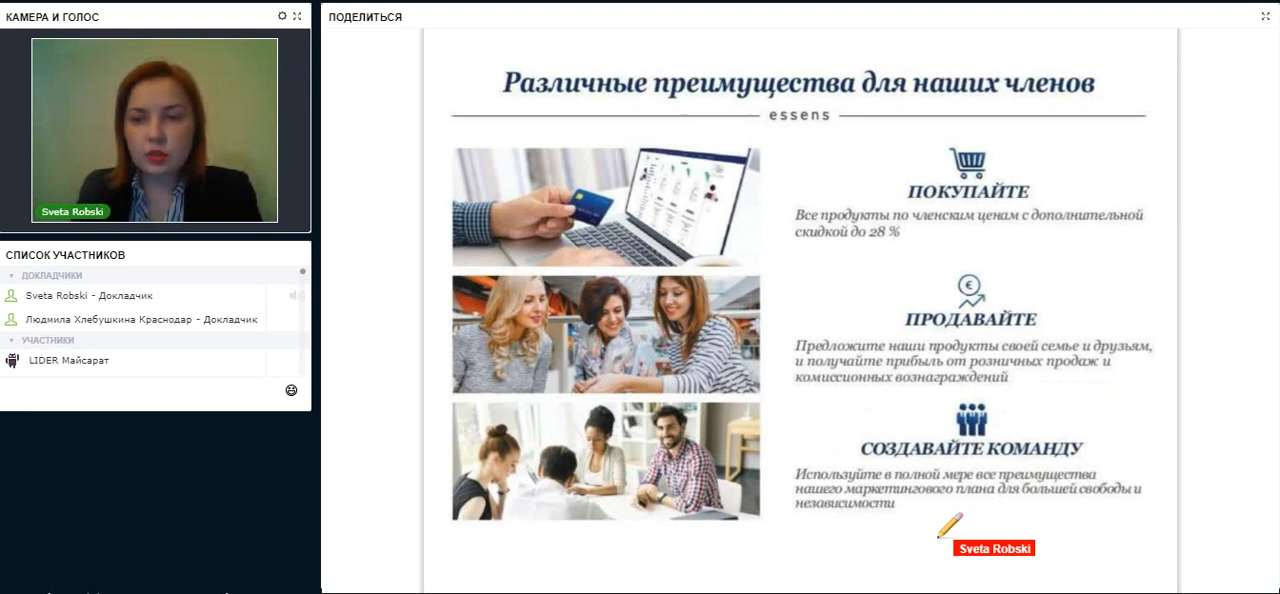 КАМЕРА И ГОЛОС
Sveta Robski
СПИСОК УЧАСТНИКОВ
ДОКЛАДЧИКИ
Sveta Robski - Докладчик
Людмила Хлебушкина Краснодар - Докладчик
УЧАСТНИКИ
LIDER Майсарат
ПОДЕЛИТЬСЯ
Различные преимущества для наших членов
essens
ПОКУПАЙТЕ
Все продукты по членским ценам с дополнительной
скидкой до 28 %
ПРОДАВАЙТЕ
Предложите наши продукты своей семье и друзьям,
и получайте прибыль от розничных продаж и
комиссионных вознаграждений
СОЗДАВАЙТЕ КОМАНДУ
Используйте в полной мере все преимущества
нашего маркетингового плана для большей свободы и
независимости
Sveta Robski